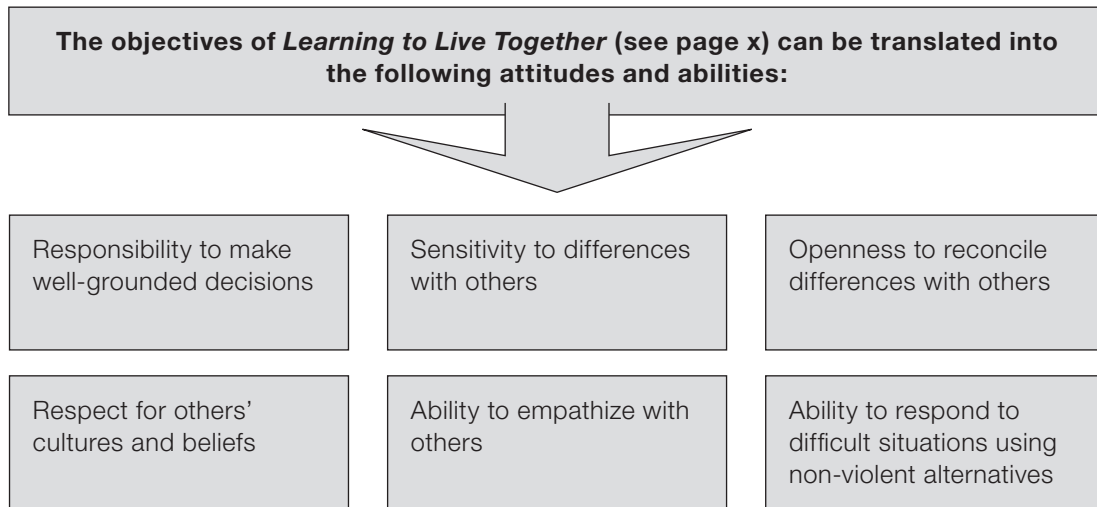 The objectives of Learning to Live Together (see page x) can be translated into
the following attitudes and abilities:
Responsibility to make
well-grounded decisions
Sensitivity to differences
with others
Openness to reconcile
differences with others
Respect for others’
cultures and beliefs
Ability to empathize with
others
Ability to respond to
difficult situations using
non-violent alternatives